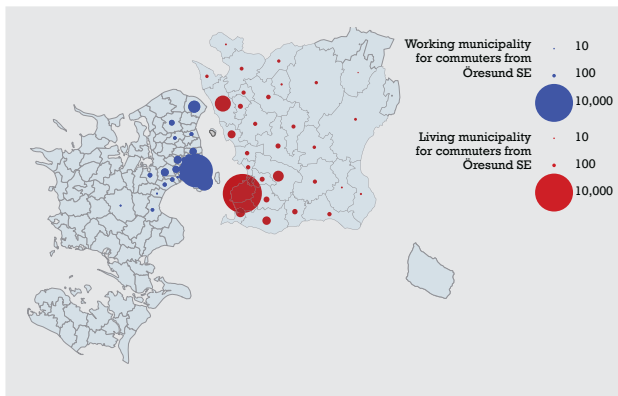 Working municipality
for commuters from
Öresund SE
10
100
10,000
Living municipality
for commuters from
Öresund SE
10
100
10,000